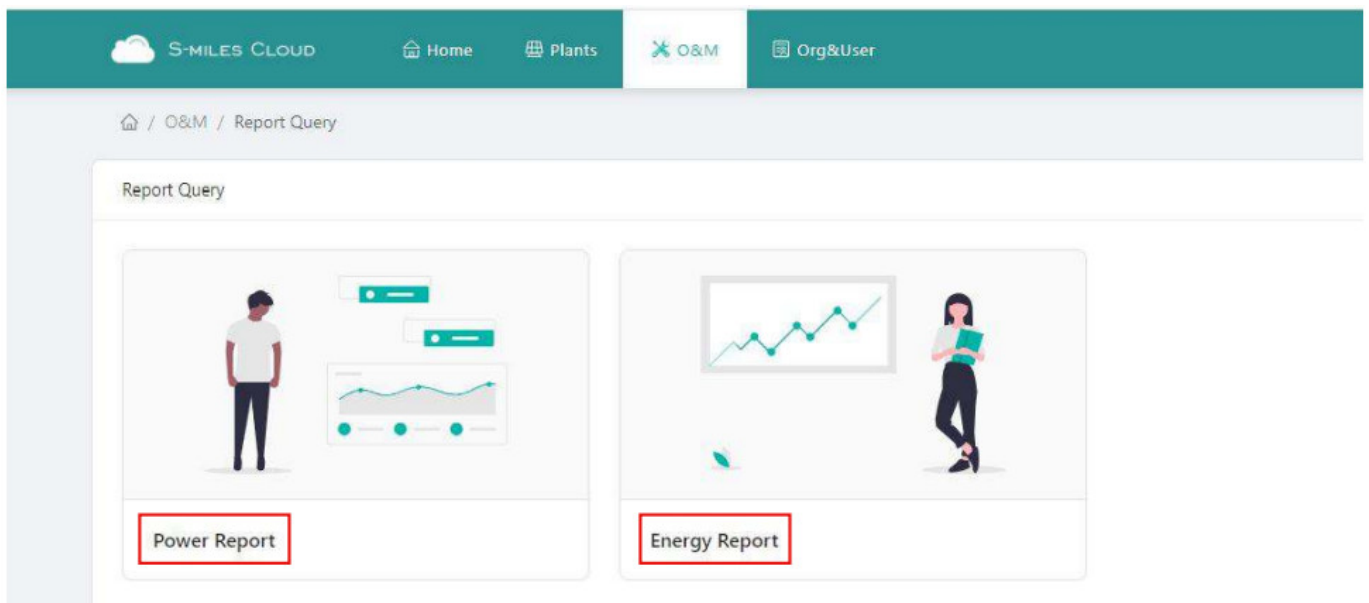 S-MILES CLOUD Home Plants O&M Org&User
/ O&M / Report Query
Report Query
Power Report
Energy Report